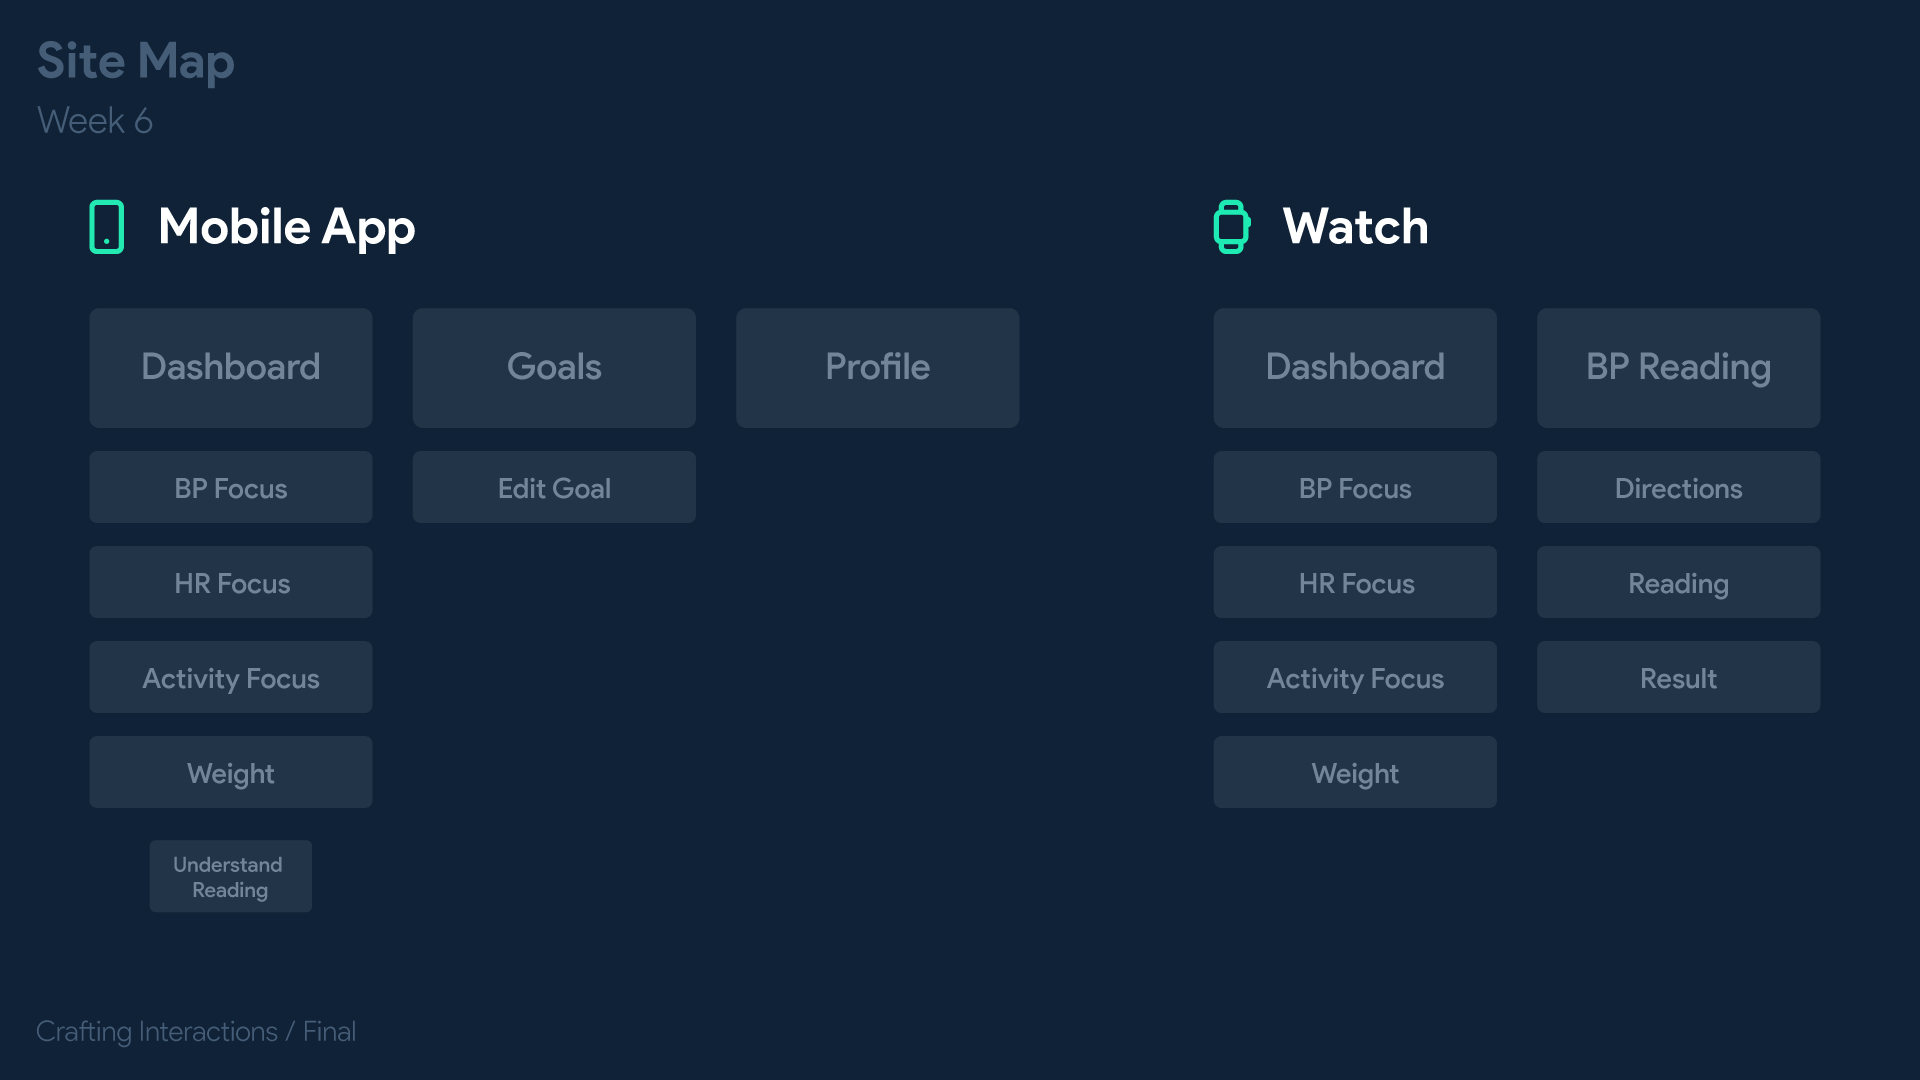 Site Map
Week 6
Mobile App
Dashboard
Goals
Profile
BP Focus
Edit Goal
HR Focus
Activity Focus
Weight
Understand
Reading
Watch
Dashboard
BP Reading
BP Focus
Directions
HR Focus
Reading
Activity Focus
Result
Weight
Crafting Interactions / Final